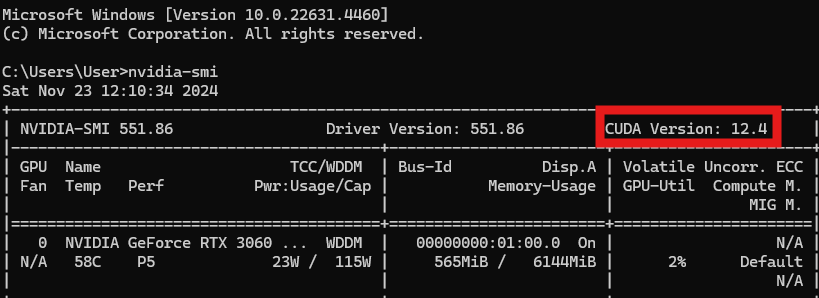 Microsoft Windows [Version 10.0.22631.4460]
(c) Microsoft Corporation. All rights reserved.
C:\Users\User>nvidia-smi
Sat Nov 23 12:10:34 2024
NVIDIA-SMI 551.86 Driver Version: 551.86 CUDA Version: 12.4
GPU Name TCC/WDDM | Bus-Id Disp.A | Volatile Uncorr. ECC
Fan Temp Perf Pwr:Usage/Cap | Memory-Usage | GPU-Util Compute M.
MIG M.
0 NVIDIA GeForce RTX 3060 ... WDDM | 00000000:01:00.0 On | N/A
N/A 58C P5 23W / 115W | 565MiB / 6144MiB | 2% Default
N/A